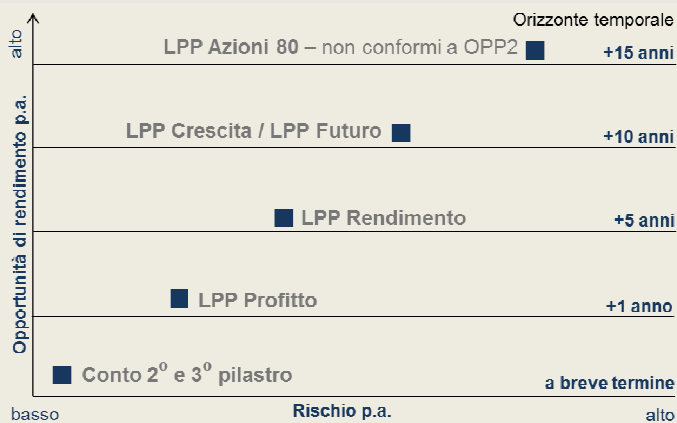 Orizzonte temporale
alto
LPP Azioni 80 – non conformi a OPP2
+15 anni
LPP Crescita / LPP Futuro
+10 anni
Opportunità di rendimento p.a.
LPP Rendimento
+5 anni
LPP Profitto
+1 anno
Conto 2º e 3º pilastro
a breve termine
basso
Rischio p.a.
alto